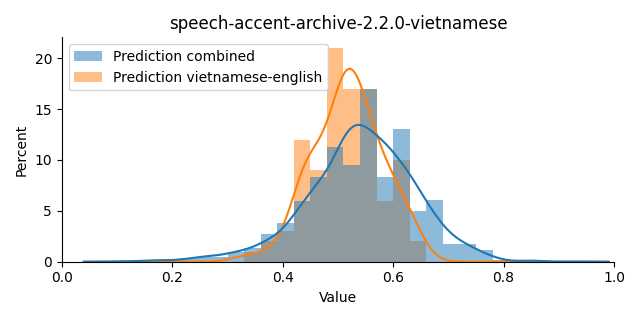 speech-accent-archive-2.2.0-vietnamese
Prediction combined
Prediction vietnamese-english
Percent
20
15
10
5
0
0.0 0.2 0.4 0.6 0.8 1.0
Value